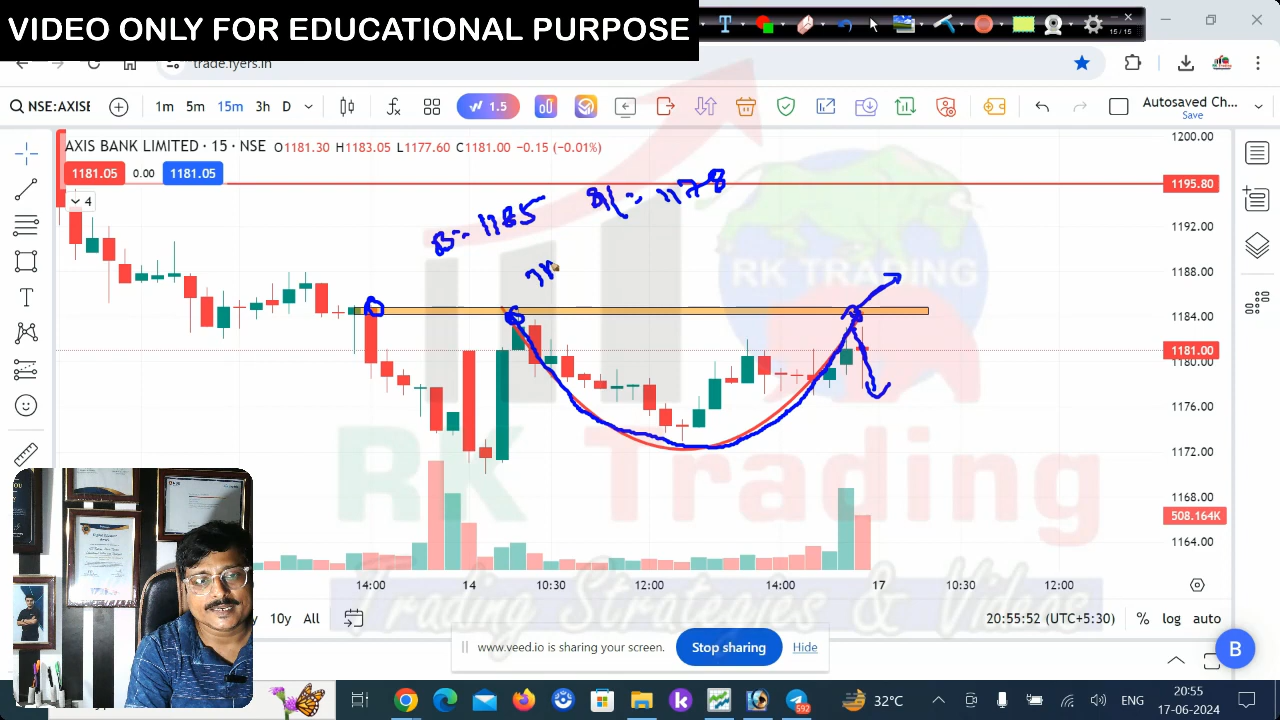 VIDEO ONLY FOR EDUCATIONAL PURPOSE
15 / 15
trade.fyers.in
NSE:AXISE
1m 5m 15m 3h D
1.5
Autosaved Ch...
Save
AXIS BANK LIMITED · 15 · NSE O1181.30 H1183.05 L1177.60 C1181.00 −0.15 (−0.01%)
1181.05 0.00 1181.05
4
1200.00
1195.80
1192.00
1188.00
1184.00
1181.00
1180.00
1176.00
1172.00
1168.00
508.164K
1164.00
B- 1185
1178
RK TRADING
RK Trading
14:00 14 10:30 12:00 14:00 17 10:30 12:00
10y All
20:55:52 (UTC+5:30) % log auto
www.veed.io is sharing your screen. Stop sharing Hide
B
592
32°C
ENG
20:55
17-06-2024